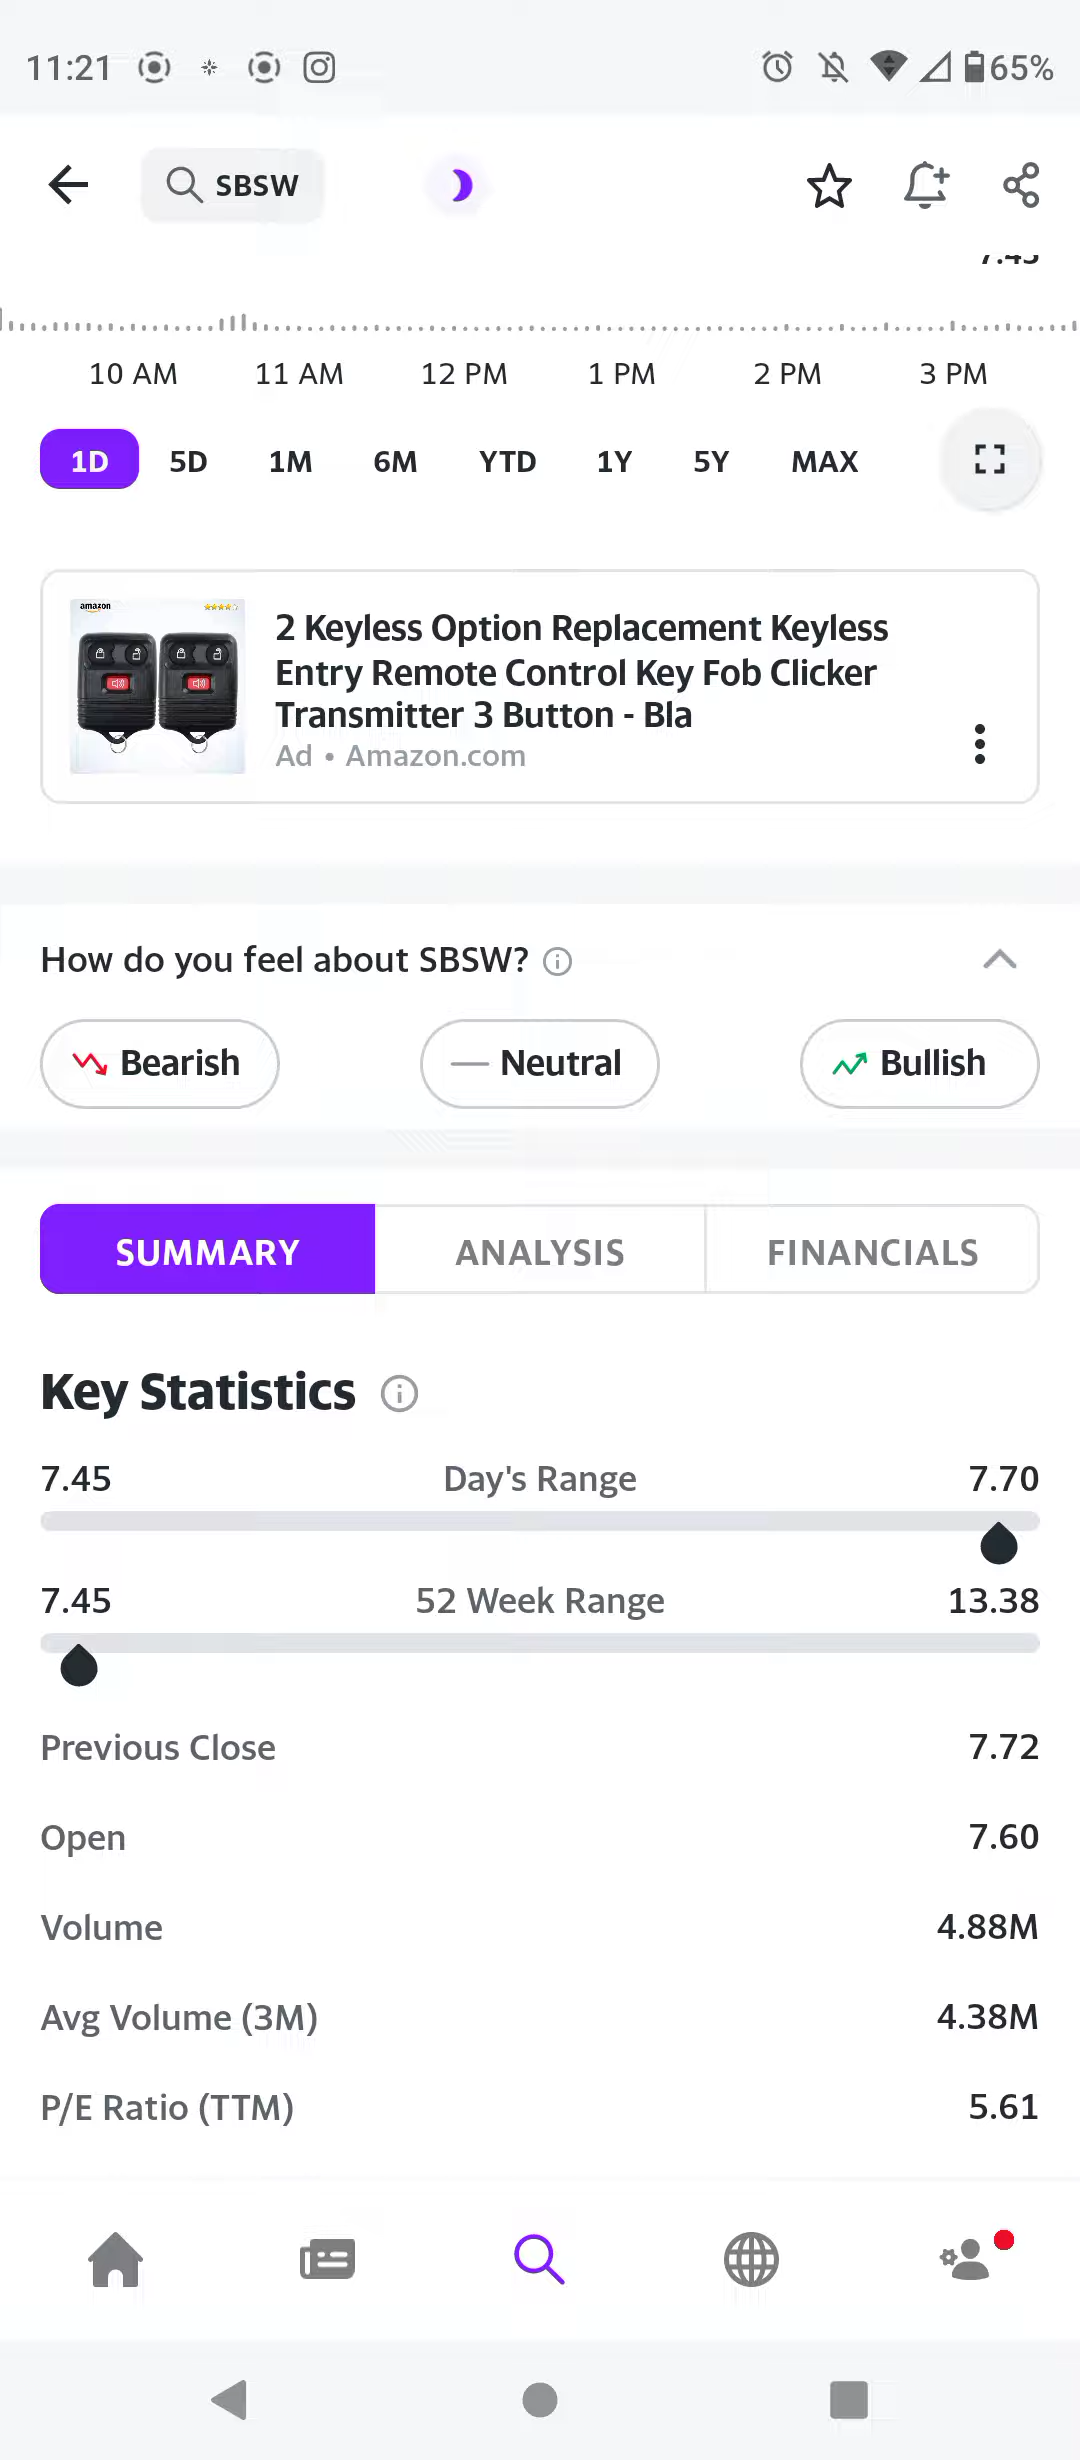 11:21
65%
SBSW
10 AM 11 AM 12 PM 1 PM 2 PM 3 PM
1D 5D 1M 6M YTD 1Y 5Y MAX
amazon
2 Keyless Option Replacement Keyless
Entry Remote Control Key Fob Clicker
Transmitter 3 Button - Bla
Ad • Amazon.com
How do you feel about SBSW?
Bearish Neutral Bullish
SUMMARY ANALYSIS FINANCIALS
Key Statistics
7.45 Day's Range 7.70
7.45 52 Week Range 13.38
Previous Close 7.72
Open 7.60
Volume 4.88M
Avg Volume (3M) 4.38M
P/E Ratio (TTM) 5.61